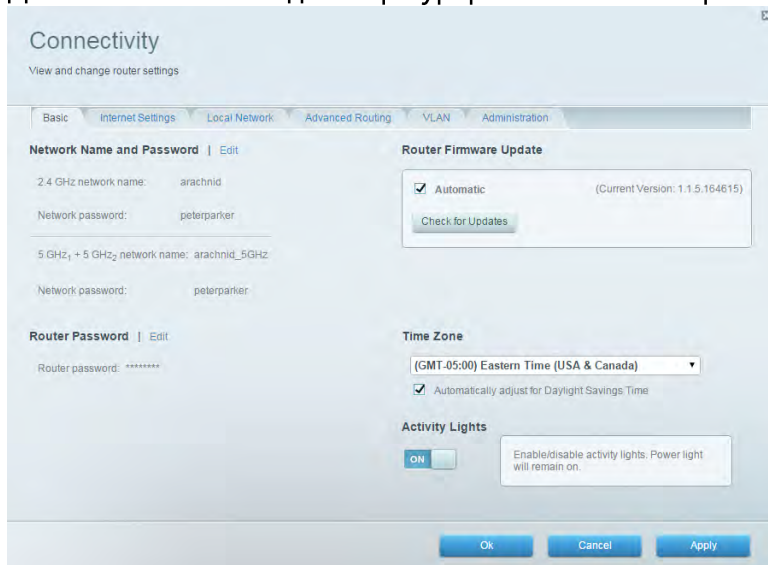 Connectivity
View and change router settings
Basic Internet Settings Local Network Advanced Routing VLAN Administration
Network Name and Password | Edit
2.4 GHz network name: arachnid
Network password: peterparker
5 GHz1 + 5 GHz2 network name: arachnid_5GHz
Network password: peterparker
Router Password | Edit
Router password: ********
Router Firmware Update
Automatic (Current Version: 1.1.5.164615)
Check for Updates
Time Zone
(GMT-05:00) Eastern Time (USA & Canada)
Automatically adjust for Daylight Savings Time
Activity Lights
ON
Enable/disable activity lights. Power light
will remain on.
Ok Cancel Apply